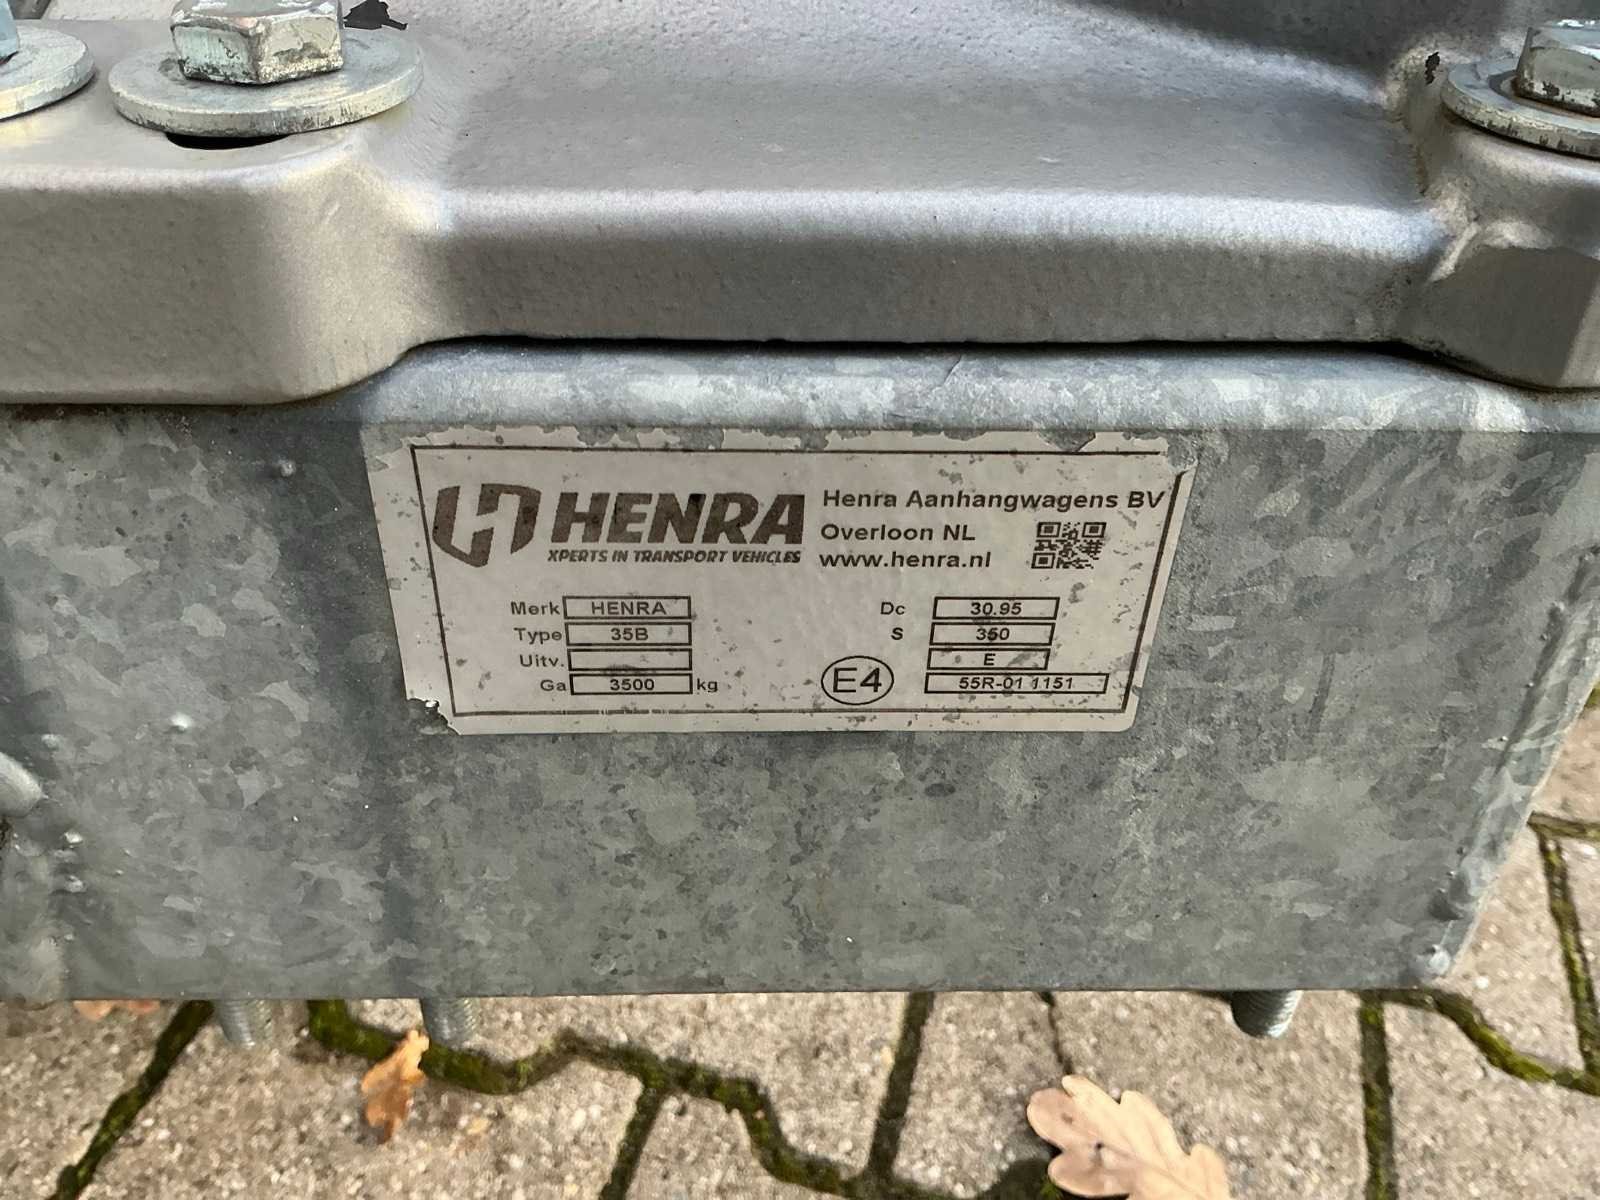 HENRA
XPERTS IN TRANSPORT VEHICLES
Henra Aanhangwagens BV
Overloon NL
www.henra.nl
Merk HENRA
Type 35B
Uitv.
Ga 3500 kg
Dc 30.95
S 350
E
E4 55R-01 1151